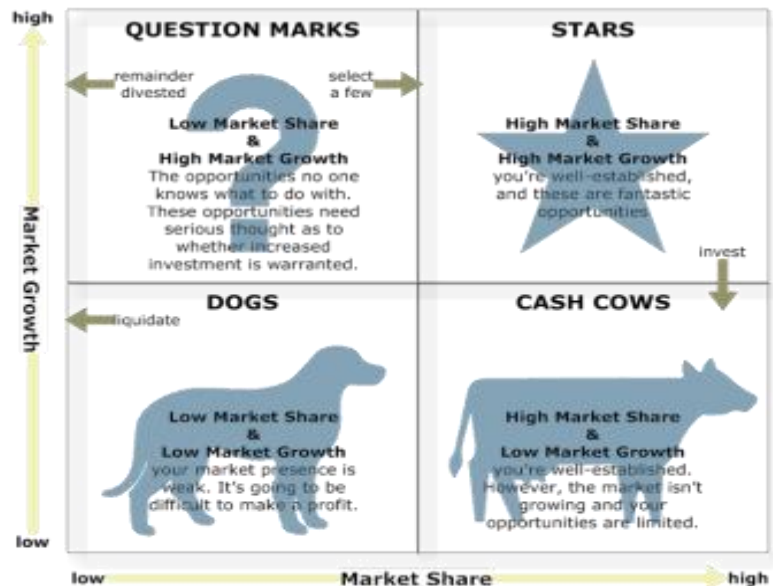 high
QUESTION MARKS
remainder
divested
select
a few
Low Market Share
&
High Market Growth
The opportunities no one
knows what to do with.
These opportunities need
serious thought as to
whether increased
investment is warranted.
STARS
High Market Share
&
High Market Growth
you're well-established,
and these are fantastic
opportunities
invest
Market Growth
DOGS
liquidate
Low Market Share
&
Low Market Growth
your market presence is
weak. It's going to be
difficult to make a profit.
CASH COWS
High Market Share
&
Low Market Growth
you're well-established.
However, the market isn't
growing and your
opportunities are limited.
low
low
Market Share
high